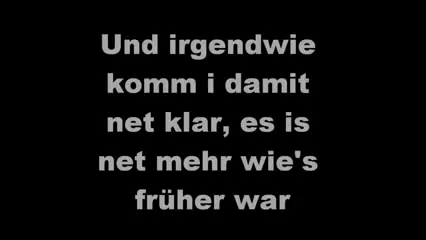 Und irgendwie
komm i damit
net klar, es is
net mehr wie's
früher war